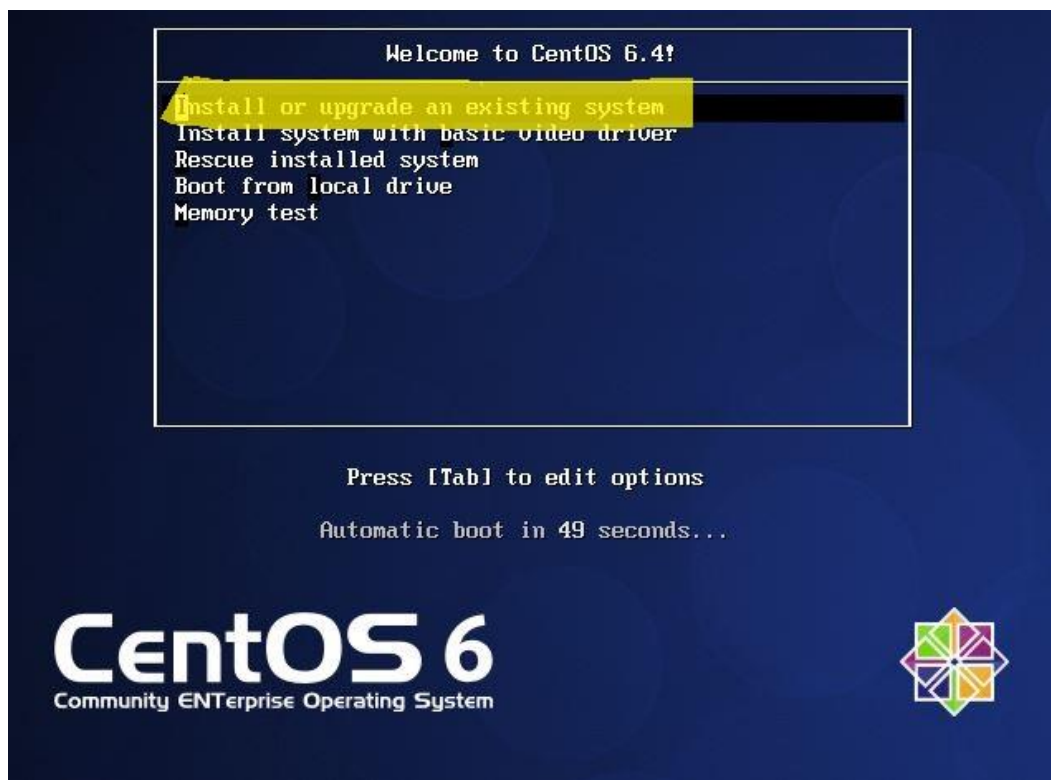 Welcome to CentOS 6.4!
Install or upgrade an existing system
Install system with basic video driver
Rescue installed system
Boot from local drive
Memory test
Press [Tab] to edit options
Automatic boot in 49 seconds...
CentOS 6
Community ENTerprise Operating System